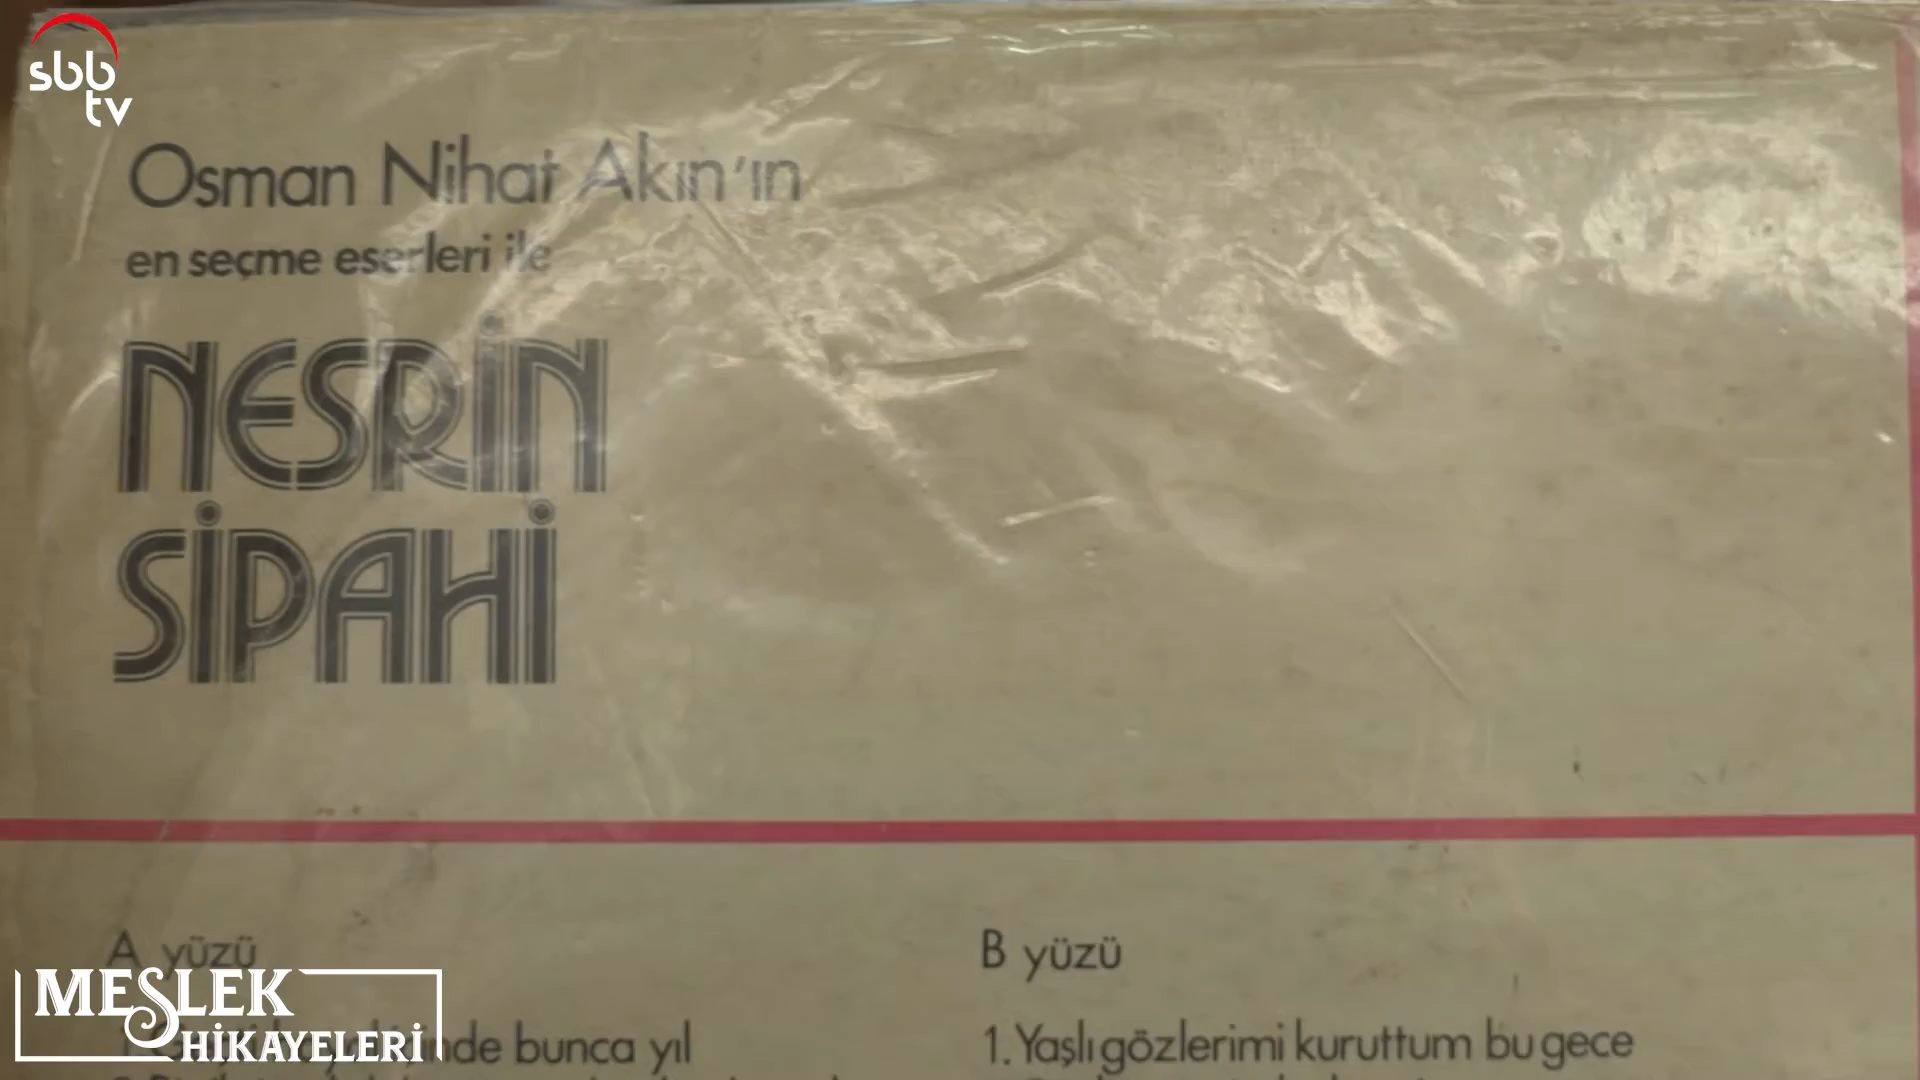 sbb
tv
Osman Nihat Akın'ın
en seçme eserleri ile
NESRİN
SİPAHİ
A yüzü
B yüzü
bunca yıl
1. Yaşlı gözlerimi kuruttum bu gece
MESLEK
HİKAYELERİ